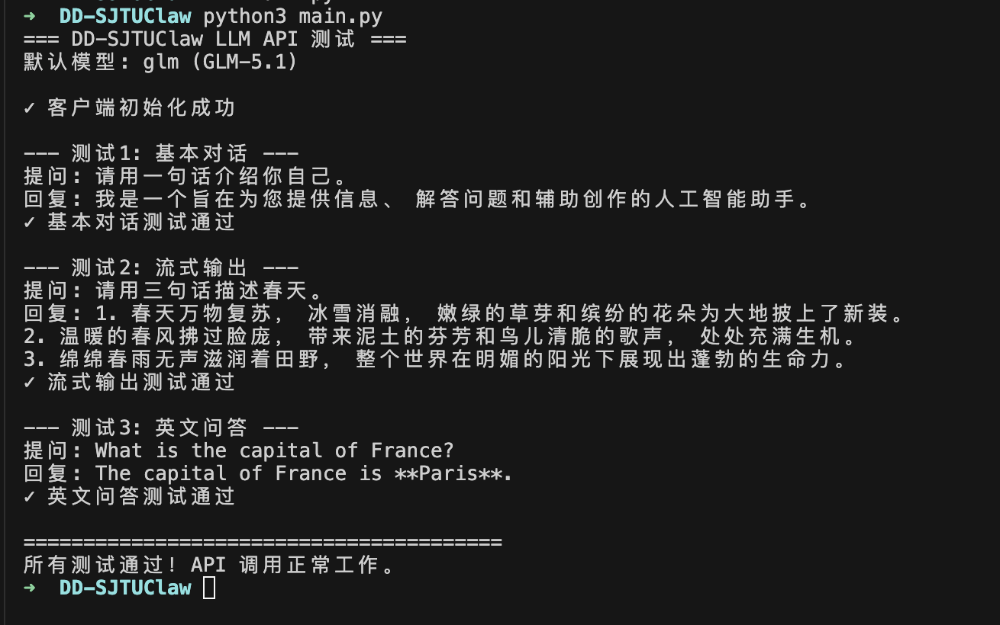 ➜ DD-SJTUClaw python3 main.py
=== DD-SJTUClaw LLM API 测试 ===
默认模型: glm (GLM-5.1)
✓ 客户端初始化成功
--- 测试1: 基本对话 ---
提问: 请用一句话介绍你自己。
回复: 我是一个旨在为您提供信息、 解答问题和辅助创作的人工智能助手。
✓ 基本对话测试通过
--- 测试2: 流式输出 ---
提问: 请用三句话描述春天。
回复: 1. 春天万物复苏， 冰雪消融， 嫩绿的草芽和缤纷的花朵为大地披上了新装。
2. 温暖的春风拂过脸庞， 带来泥土的芬芳和鸟儿清脆的歌声， 处处充满生机。
3. 绵绵春雨无声滋润着田野， 整个世界在明媚的阳光下展现出蓬勃的生命力。
✓ 流式输出测试通过
--- 测试3: 英文问答 ---
提问: What is the capital of France?
回复: The capital of France is **Paris**.
✓ 英文问答测试通过
========================================
所有测试通过! API 调用正常工作。
➜ DD-SJTUClaw